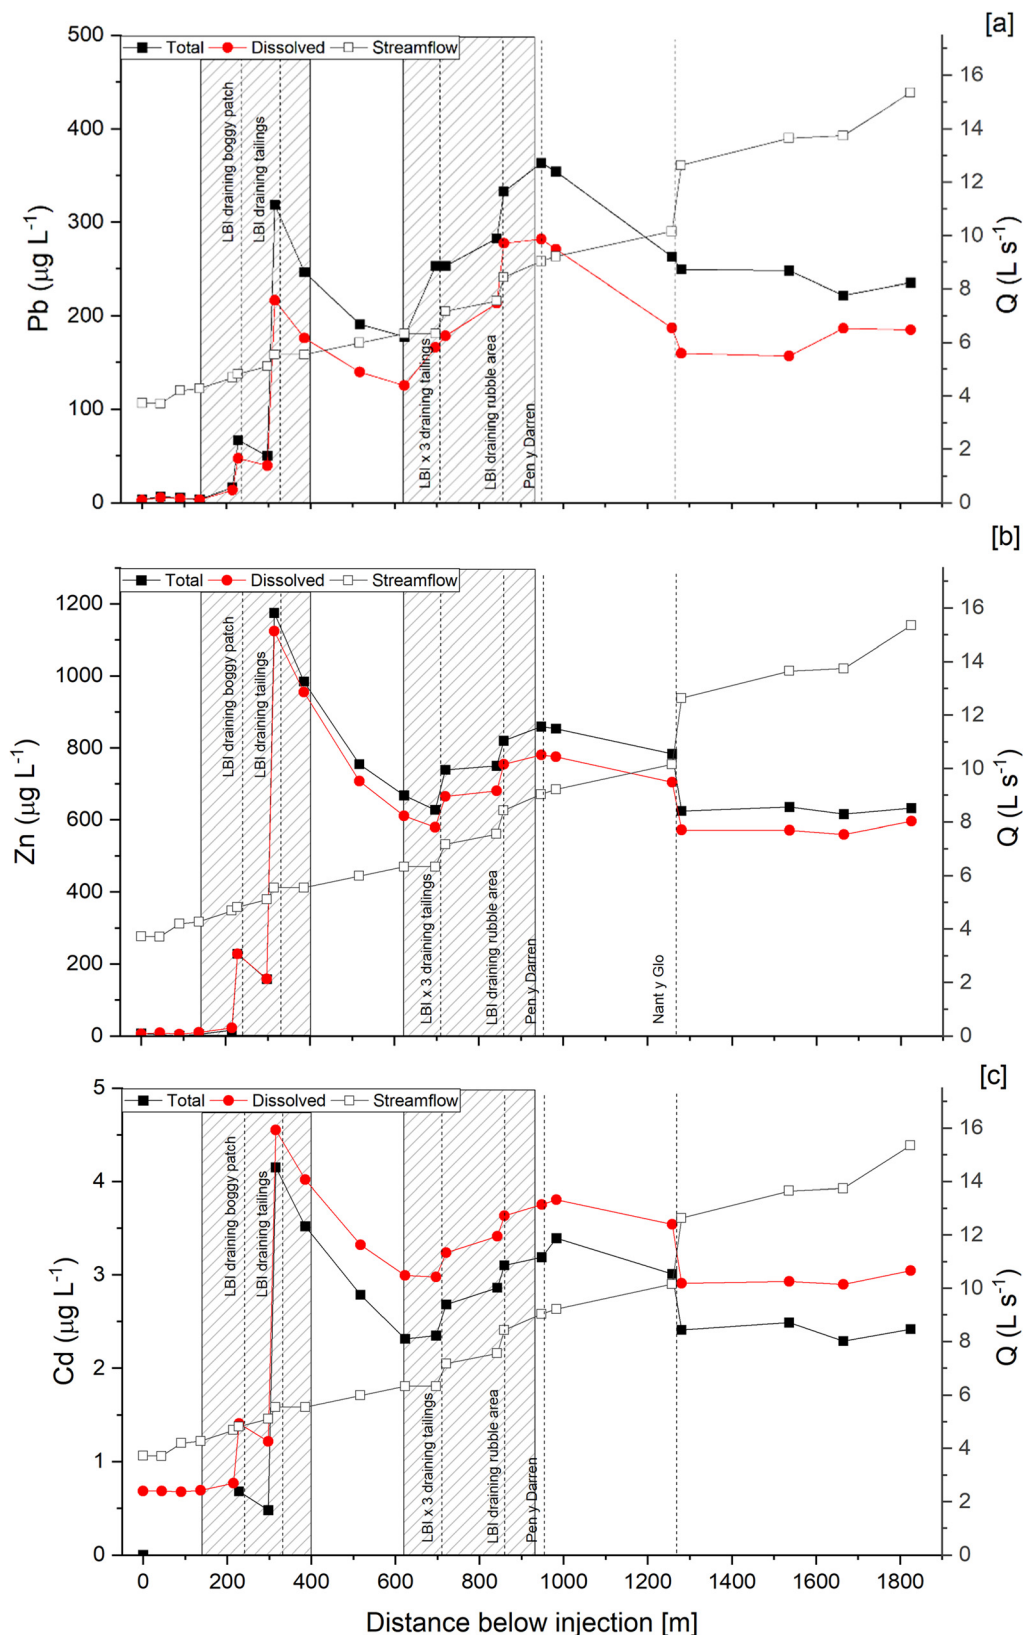 [a]
Total Dissolved Streamflow
500
400
300
200
100
0
Pb (µg L⁻¹)
LBI draining boggy patch
LBI draining tailings
LBI x 3 draining tailings
LBI draining rubble area
Pen y Darren
16
14
12
10
8
6
4
2
0
Q (L s⁻¹)
[b]
Total Dissolved Streamflow
1200
1000
800
600
400
200
0
Zn (µg L⁻¹)
LBI draining boggy patch
LBI draining tailings
LBI x 3 draining tailings
LBI draining rubble area
Pen y Darren
Nant y Glo
16
14
12
10
8
6
4
2
0
Q (L s⁻¹)
[c]
Total Dissolved Streamflow
5
4
3
2
1
0
Cd (µg L⁻¹)
LBI draining boggy patch
LBI draining tailings
LBI x 3 draining tailings
LBI draining rubble area
Pen y Darren
16
14
12
10
8
6
4
2
0
Q (L s⁻¹)
0 200 400 600 800 1000 1200 1400 1600 1800
Distance below injection [m]